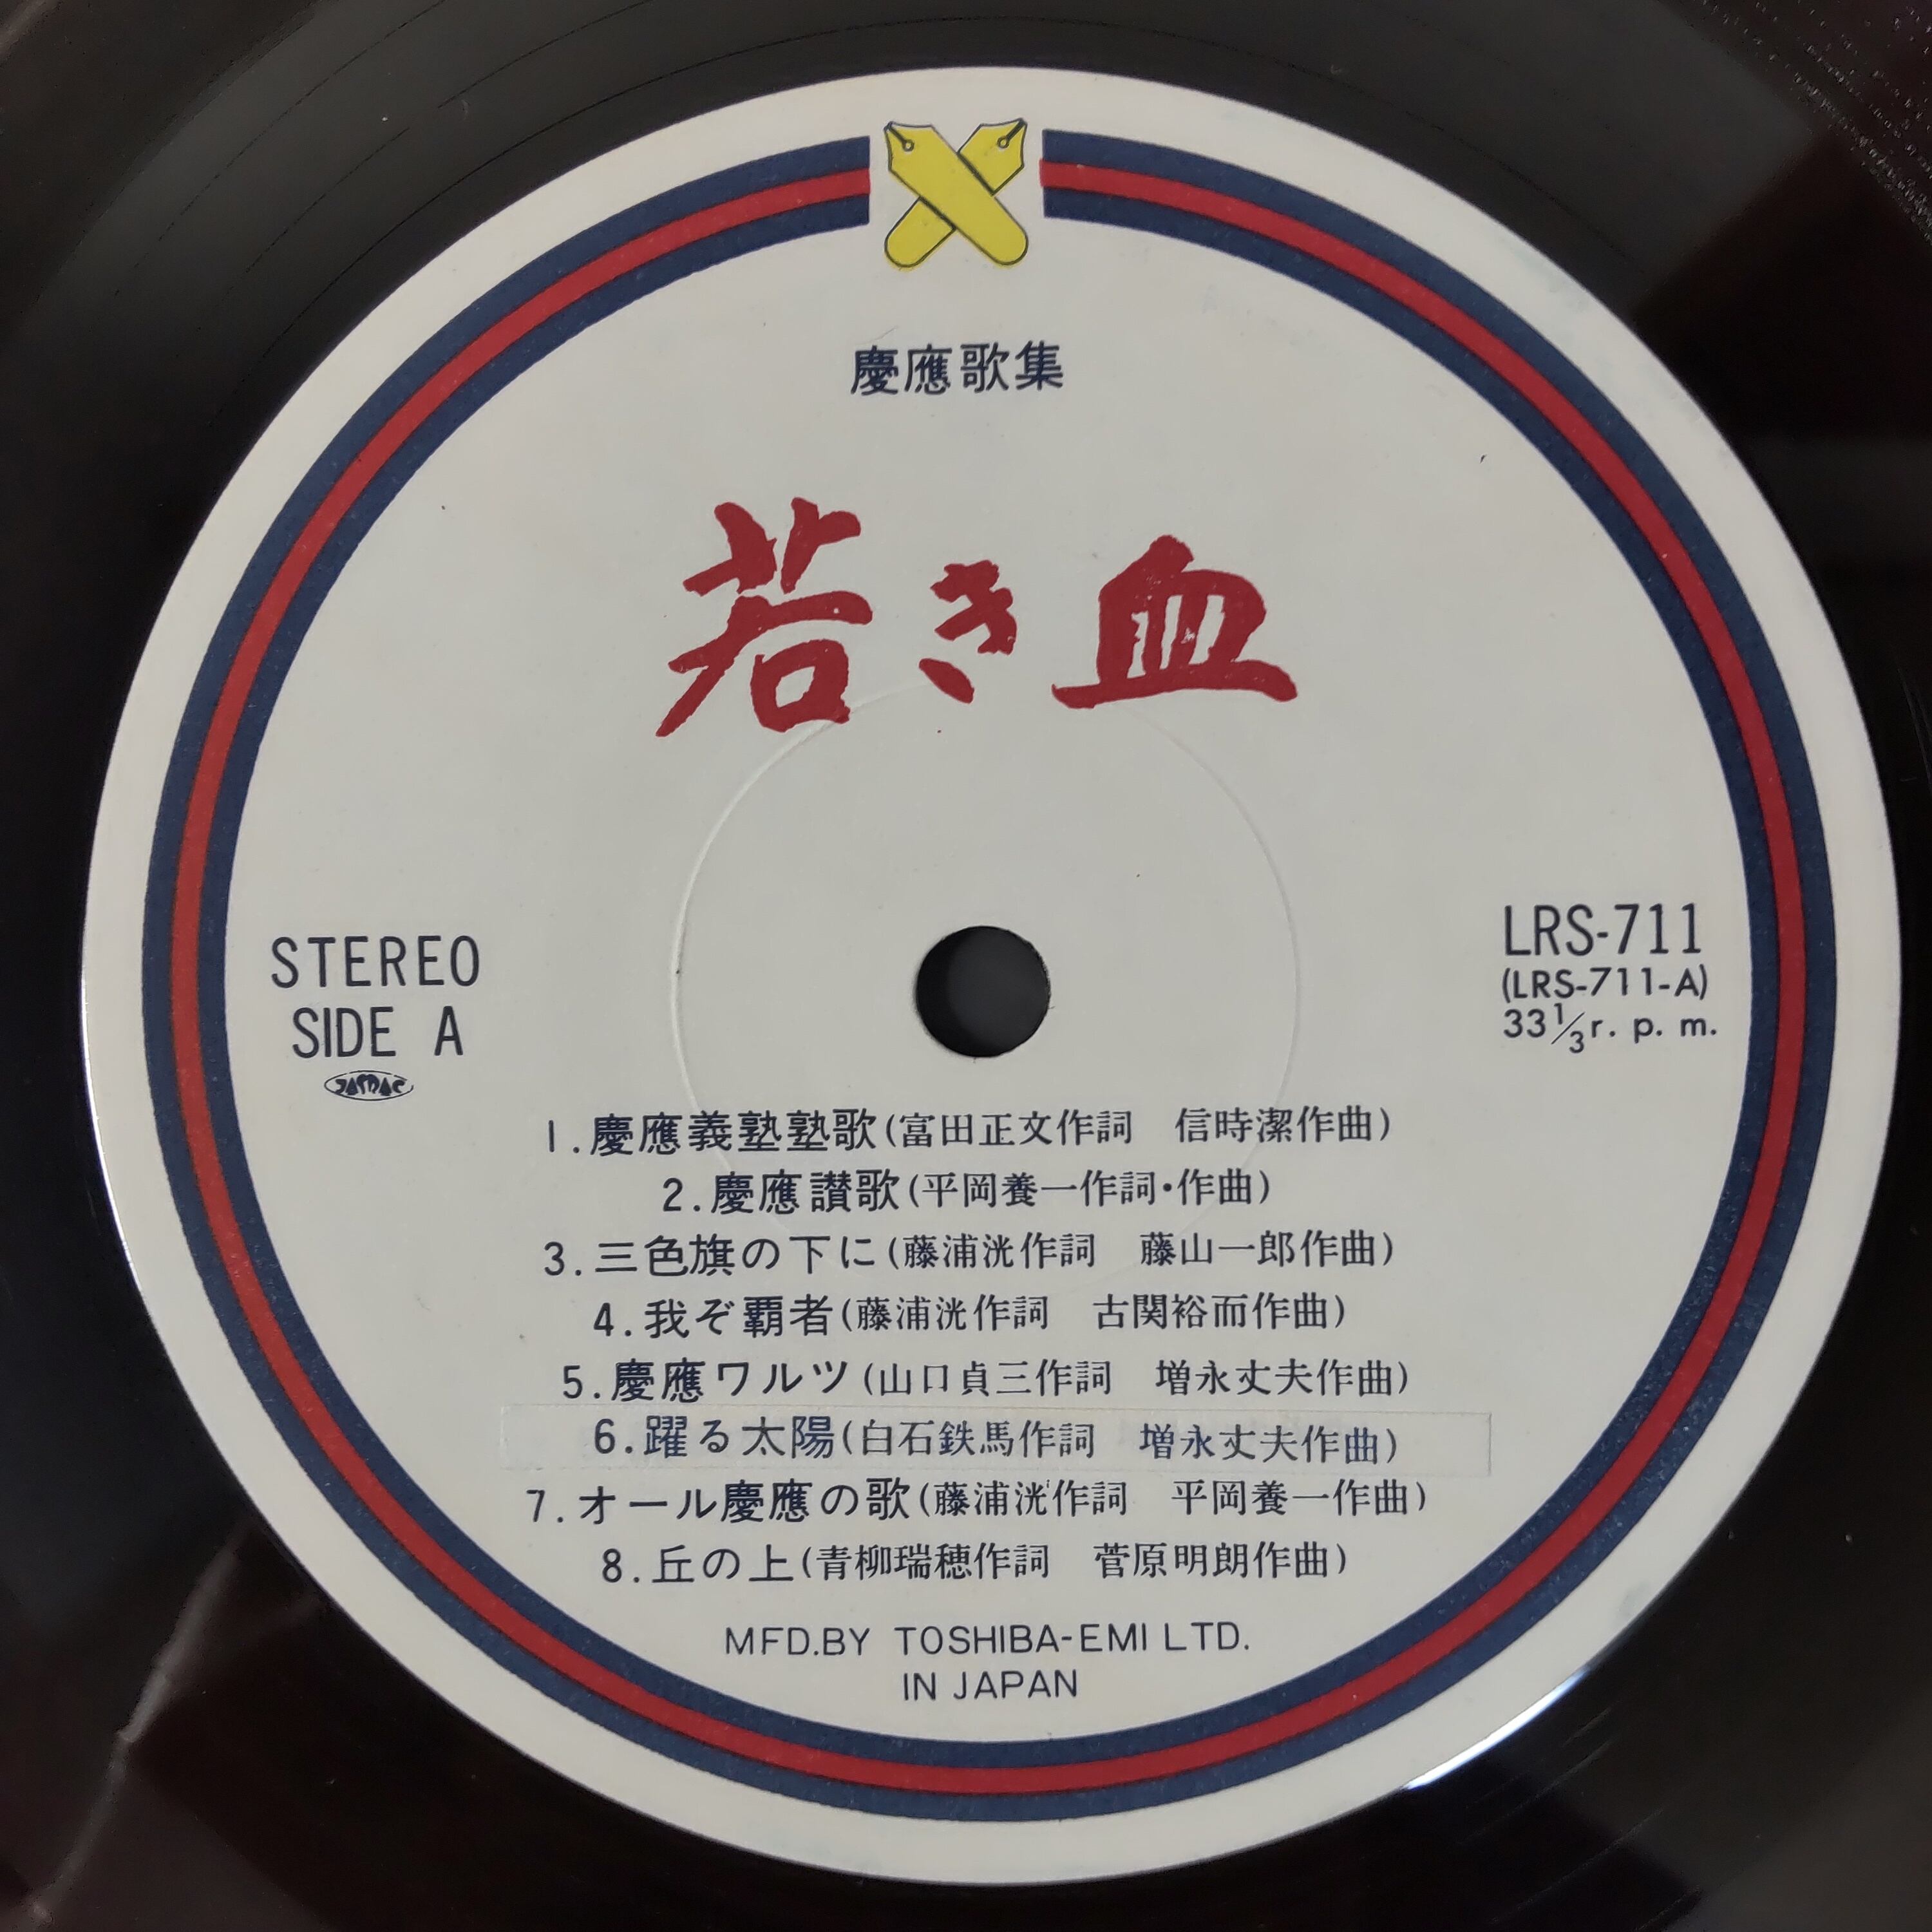 慶應歌集
若き血
STEREO
SIDE A
JASRAC
LRS-711
(LRS-711-A)
33 1/3 r. p. m.
1.慶應義塾塾歌(富田正文作詞　信時潔作曲)
2.慶應讃歌(平岡養一作詞・作曲)
3.三色旗の下に(藤浦洸作詞　藤山一郎作曲)
4.我ぞ覇者(藤浦洸作詞　古関裕而作曲)
5.慶應ワルツ(山口貞三作詞　増永丈夫作曲)
6.躍る太陽(白石鉄馬作詞　増永丈夫作曲)
7.オール慶應の歌(藤浦洸作詞　平岡養一作曲)
8.丘の上(青柳瑞穂作詞　菅原明朗作曲)
MFD.BY TOSHIBA-EMI LTD.
IN JAPAN